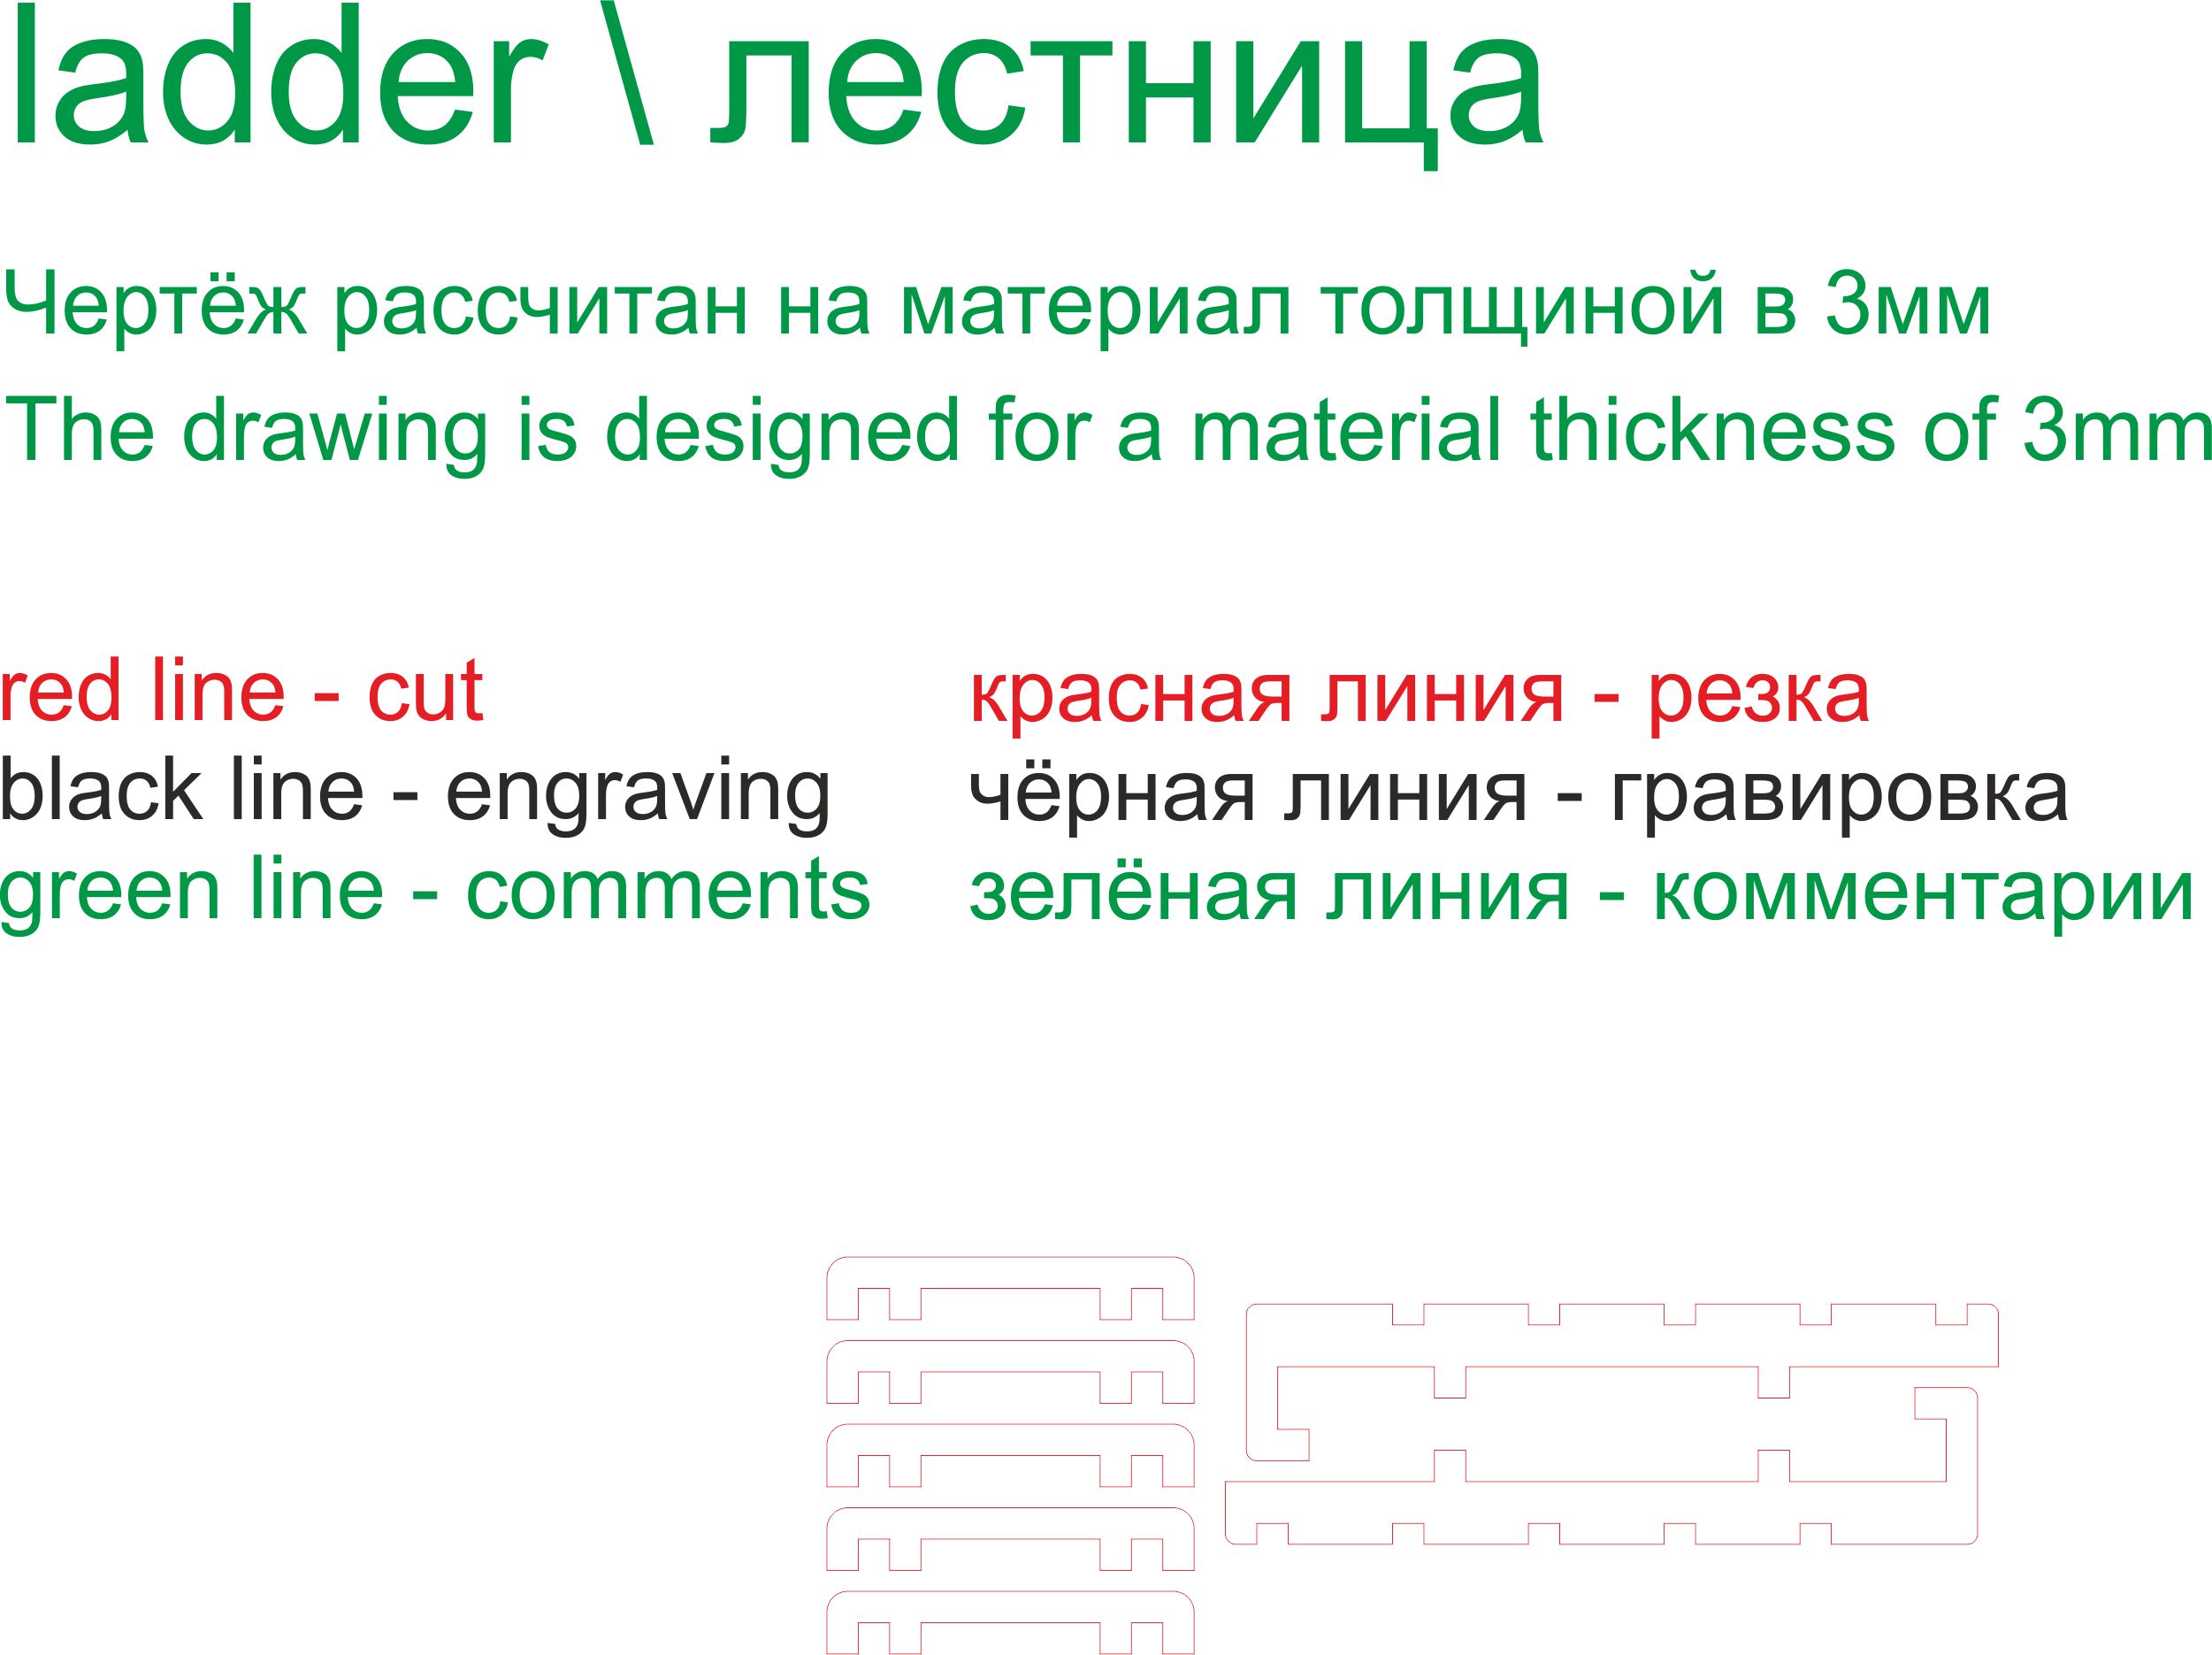 ladder \ лестница
Чертёж рассчитан на материал толщиной в 3мм
The drawing is designed for a material thickness of 3mm
red line - cut
красная линия - резка
black line - engraving
чёрная линия - гравировка
green line - comments
зелёная линия - комментарии